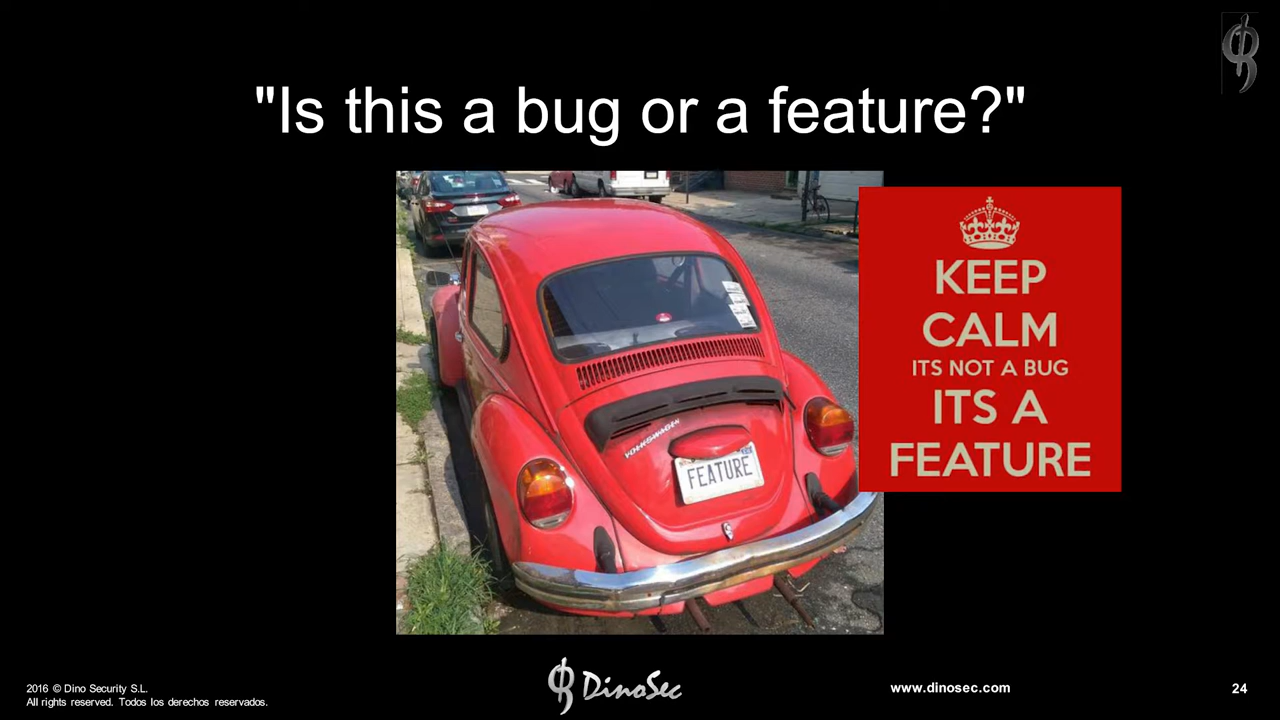 "Is this a bug or a feature?"
VOLKSWAGEN
FEATURE
KEEP
CALM
ITS NOT A BUG
ITS A
FEATURE
2016 © Dino Security S.L.
All rights reserved. Todos los derechos reservados.
DinoSec
www.dinosec.com
24